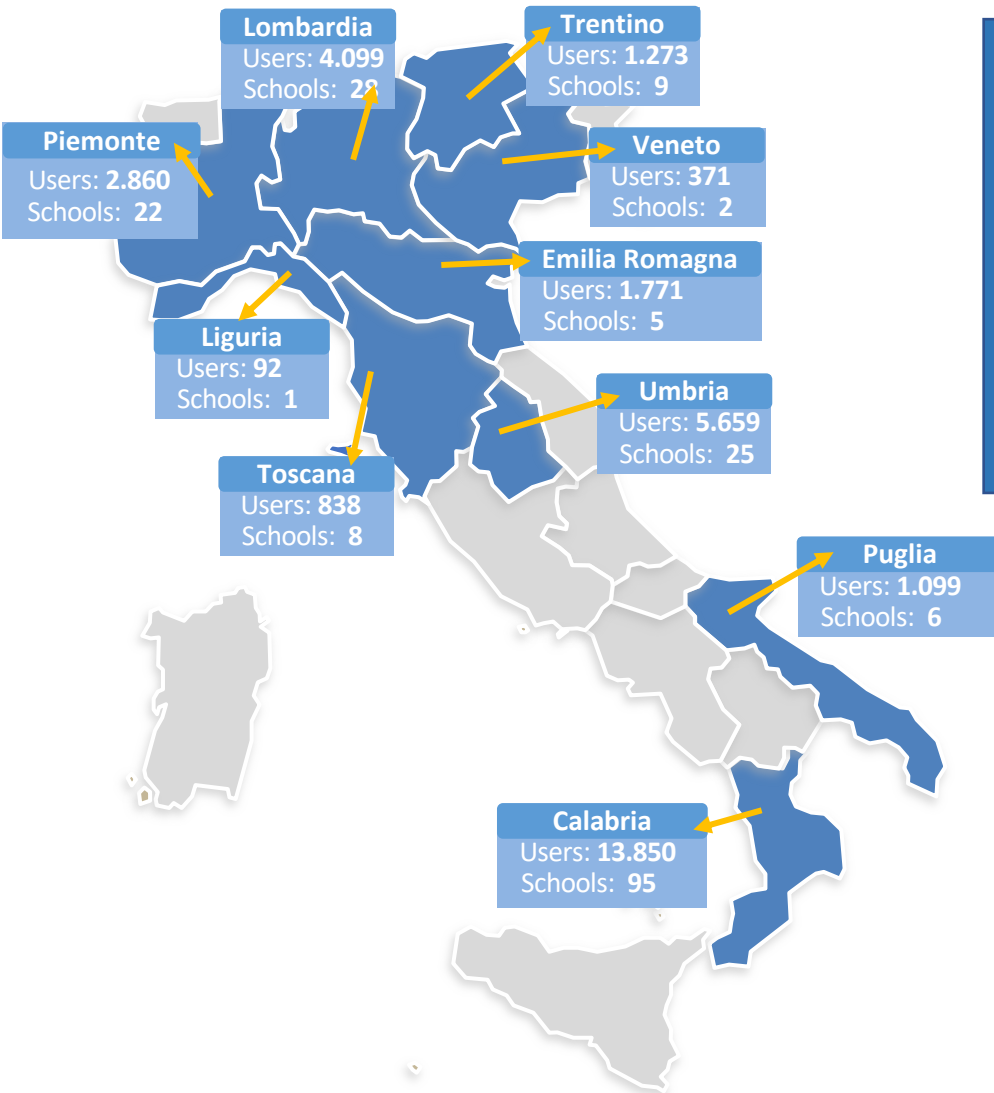 Lombardia
Users: 4.099
Schools: 28
Trentino
Users: 1.273
Schools: 9
Piemonte
Users: 2.860
Schools: 22
Veneto
Users: 371
Schools: 2
Emilia Romagna
Users: 1.771
Schools: 5
Liguria
Users: 92
Schools: 1
Umbria
Users: 5.659
Schools: 25
Toscana
Users: 838
Schools: 8
Puglia
Users: 1.099
Schools: 6
Calabria
Users: 13.850
Schools: 95